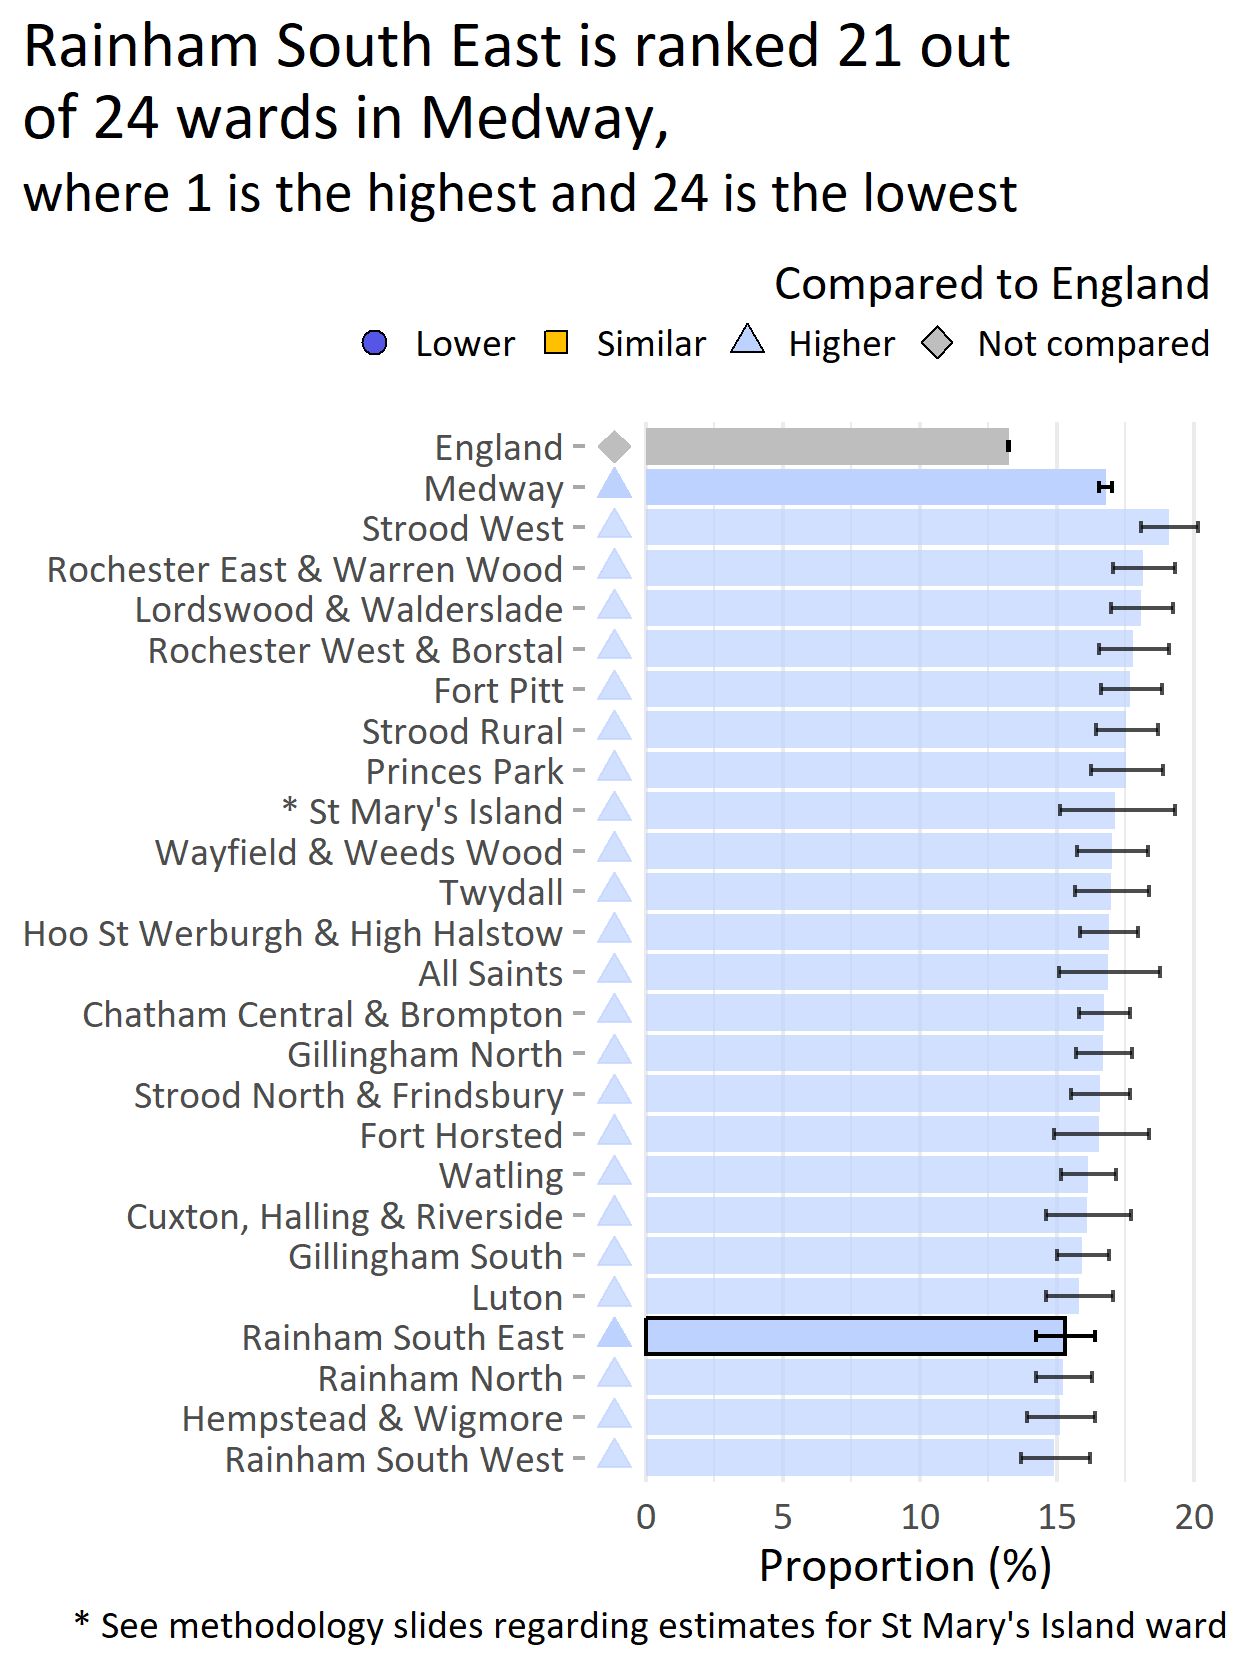 Rainham South East is ranked 21 out
of 24 wards in Medway,
where 1 is the highest and 24 is the lowest
Compared to England
Lower Similar Higher Not compared
England
Medway
Strood West
Rochester East & Warren Wood
Lordswood & Walderslade
Rochester West & Borstal
Fort Pitt
Strood Rural
Princes Park
* St Mary's Island
Wayfield & Weeds Wood
Twydall
Hoo St Werburgh & High Halstow
All Saints
Chatham Central & Brompton
Gillingham North
Strood North & Frindsbury
Fort Horsted
Watling
Cuxton, Halling & Riverside
Gillingham South
Luton
Rainham South East
Rainham North
Hempstead & Wigmore
Rainham South West
0 5 10 15 20
Proportion (%)
* See methodology slides regarding estimates for St Mary's Island ward